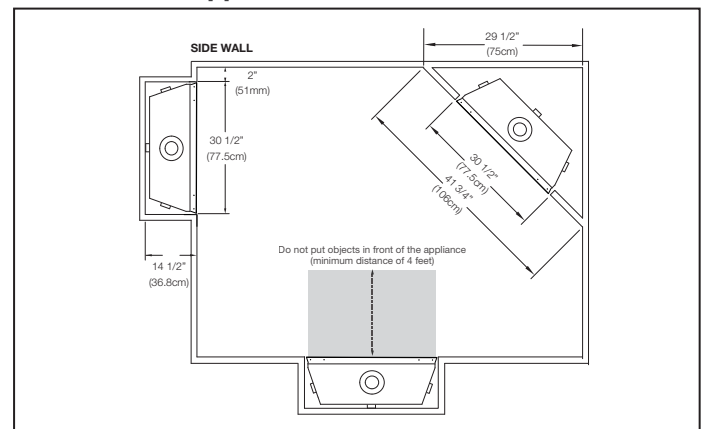 29 1/2"
(75cm)
SIDE WALL
2"
(51mm)
30 1/2"
(77.5cm)
30 1/2"
(77.5cm)
41 3/4"
(106cm)
Do not put objects in front of the appliance
(minimum distance of 4 feet)
14 1/2"
(36.8cm)